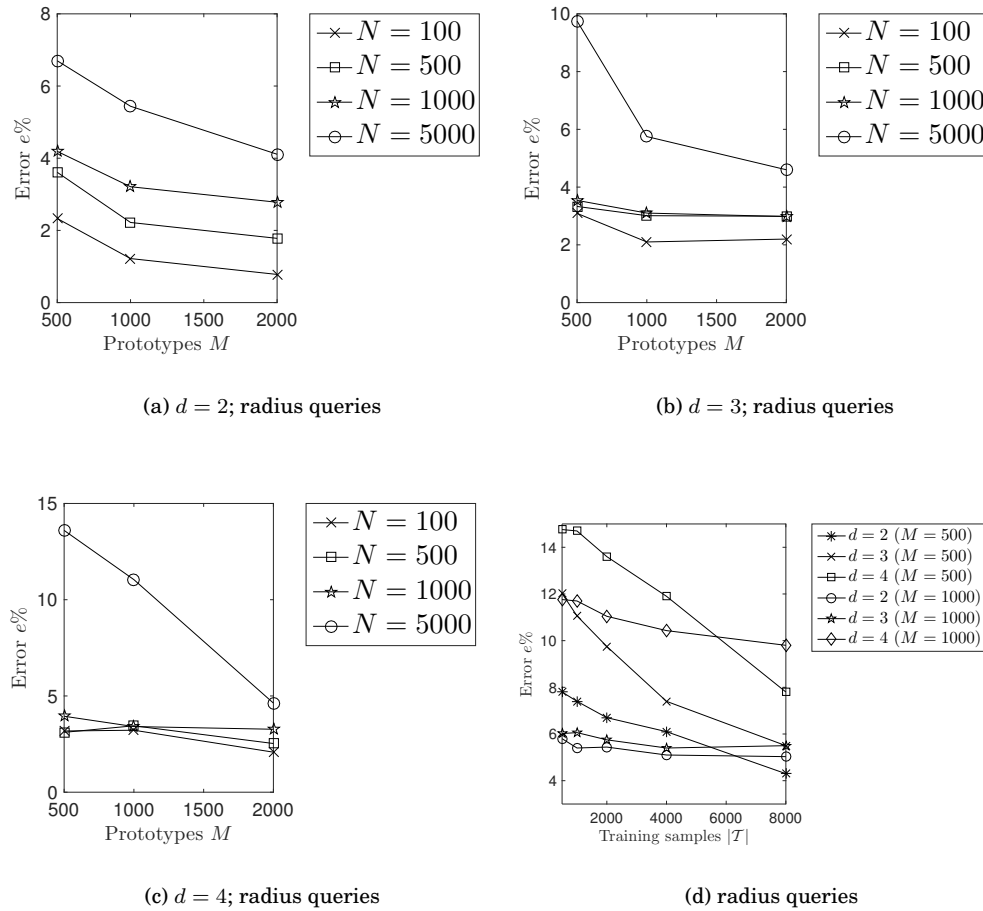 8
6
4
2
0
Error e%
500
1000
1500
2000
Prototypes M
N = 100
N = 500
N = 1000
N = 5000
(a) d = 2; radius queries
10
8
6
4
2
0
Error e%
500
1000
1500
2000
Prototypes M
N = 100
N = 500
N = 1000
N = 5000
(b) d = 3; radius queries
15
10
5
0
Error e%
500
1000
1500
2000
Prototypes M
N = 100
N = 500
N = 1000
N = 5000
(c) d = 4; radius queries
14
12
10
8
6
4
Error e%
2000
4000
6000
8000
Training samples |𝒯|
d = 2 (M = 500)
d = 3 (M = 500)
d = 4 (M = 500)
d = 2 (M = 1000)
d = 3 (M = 1000)
d = 4 (M = 1000)
(d) radius queries